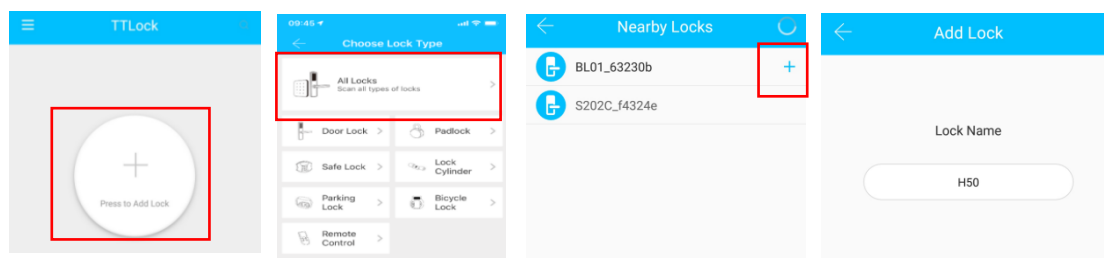 TTLock
Press to Add Lock
09:45
Choose Lock Type
All Locks
Scan all types of locks
Door Lock
Padlock
Safe Lock
Lock
Cylinder
Parking
Lock
Bicycle
Lock
Remote
Control
Nearby Locks
BL01_63230b
S202C_f4324e
Add Lock
Lock Name
H50